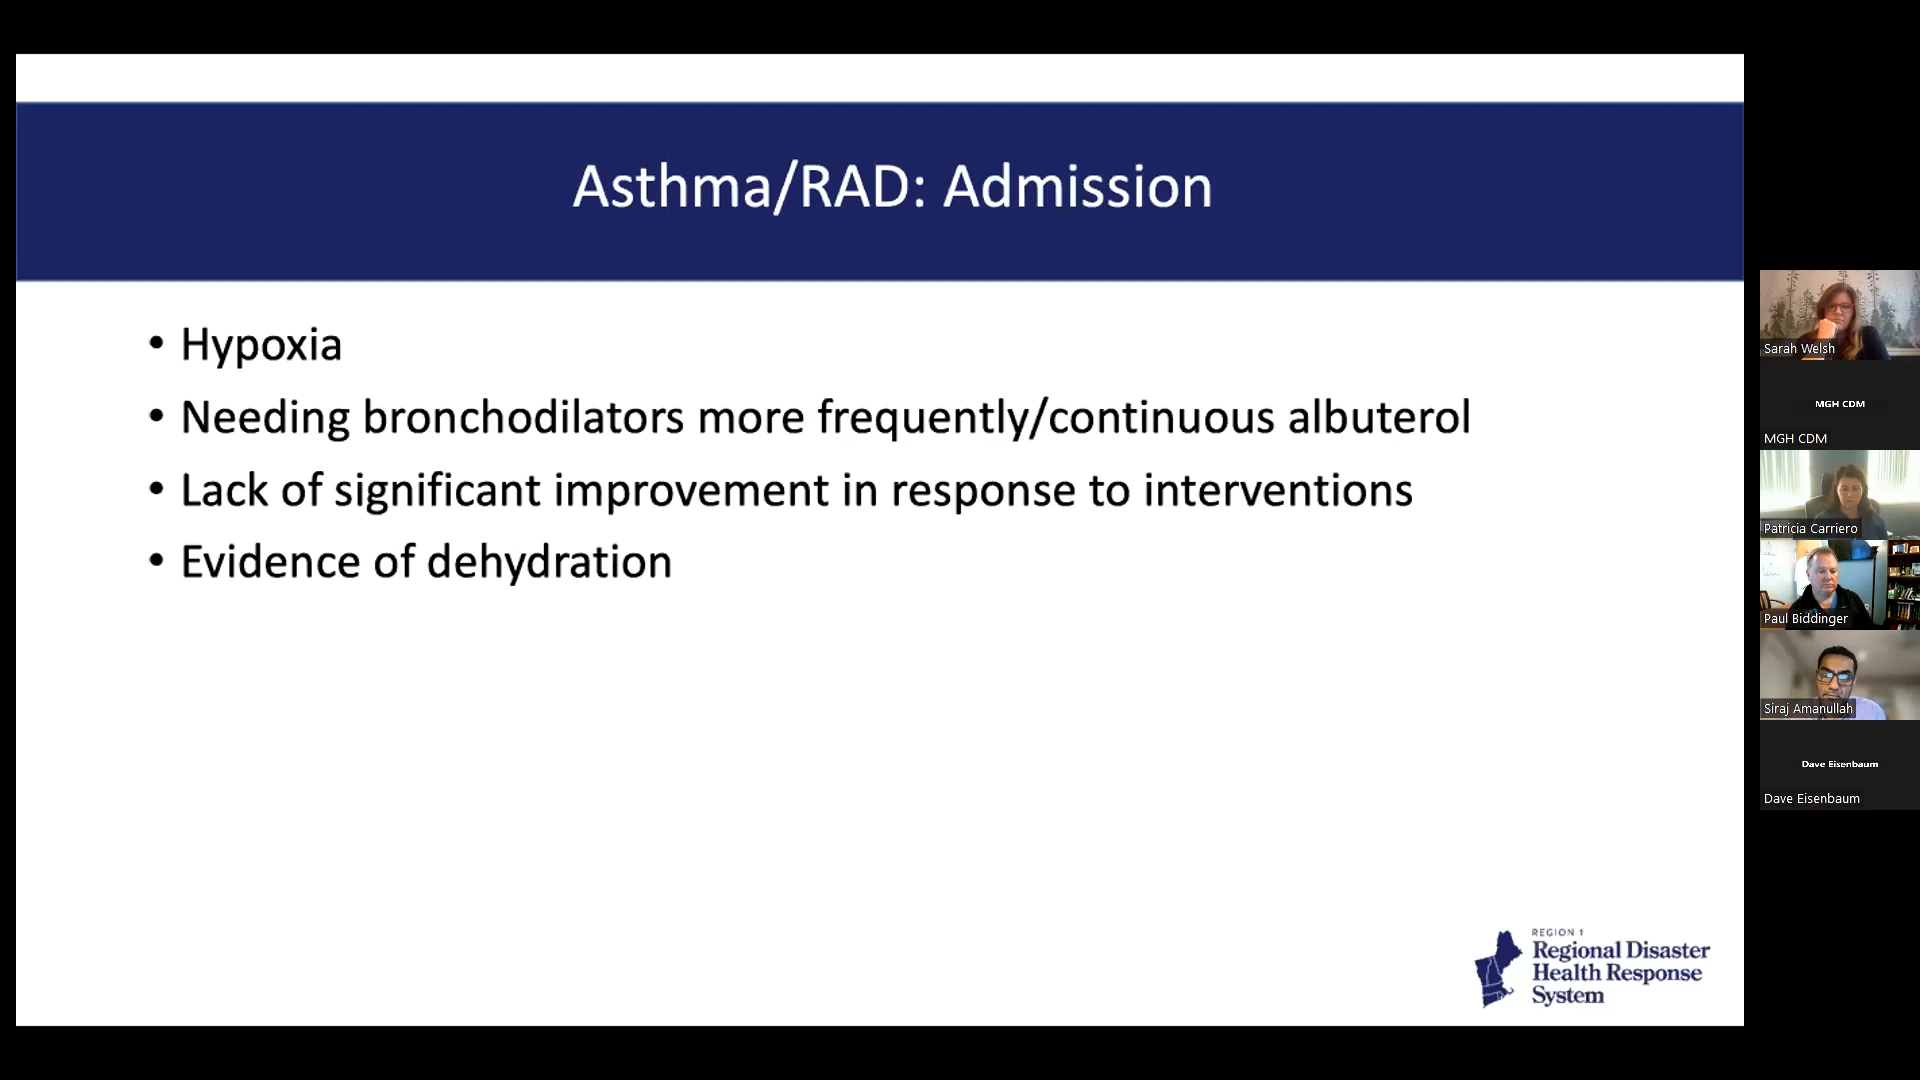 Asthma/RAD: Admission
• Hypoxia
• Needing bronchodilators more frequently/continuous albuterol
• Lack of significant improvement in response to interventions
• Evidence of dehydration
REGION 1
Regional Disaster
Health Response
System
Sarah Welsh
MGH CDM
MGH CDM
Patricia Carriero
Paul Biddinger
Siraj Amanullah
Dave Eisenbaum
Dave Eisenbaum